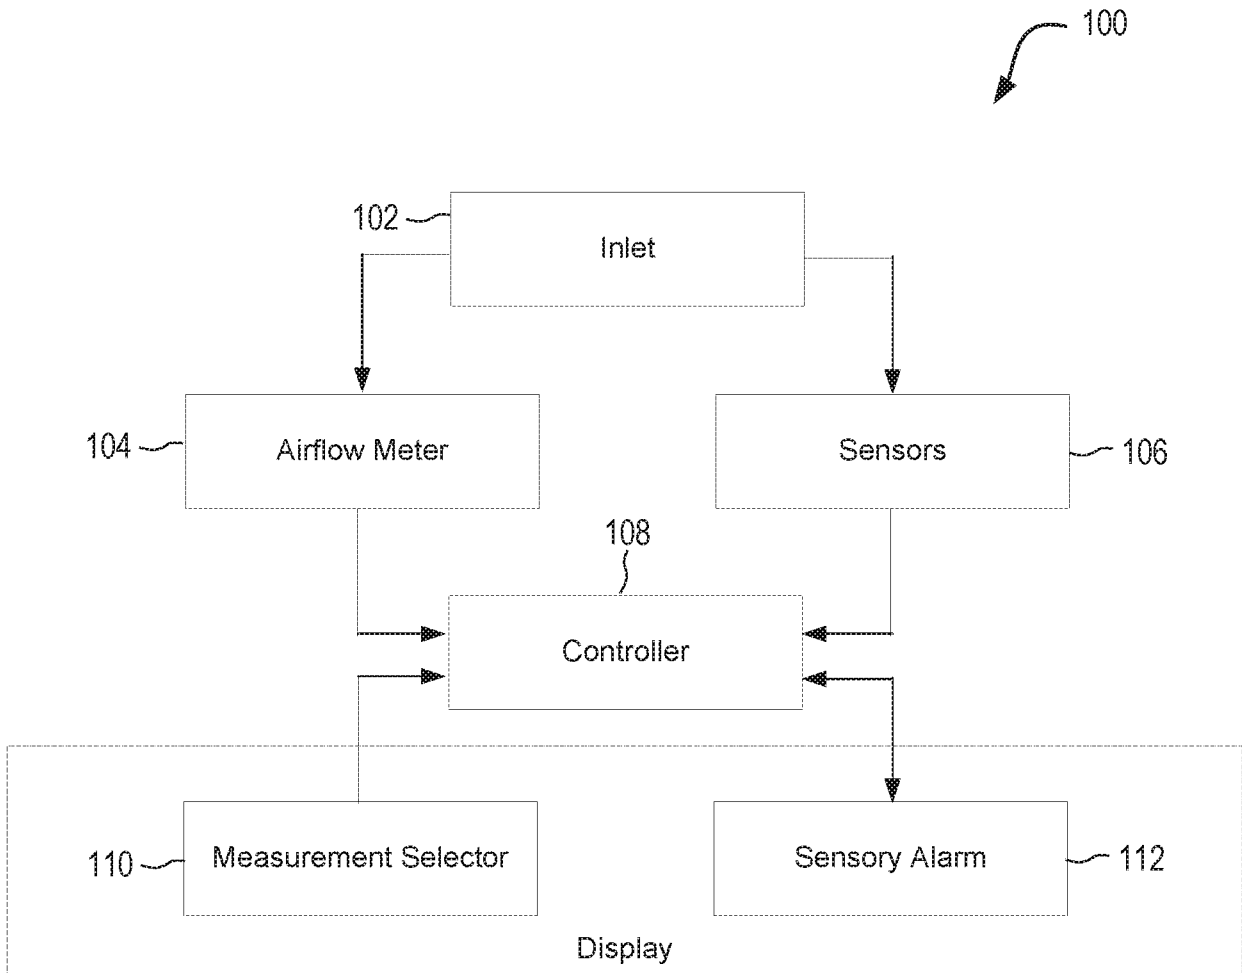 100
102
Inlet
104
Airflow Meter
Sensors
106
108
Controller
110
Measurement Selector
Sensory Alarm
112
Display